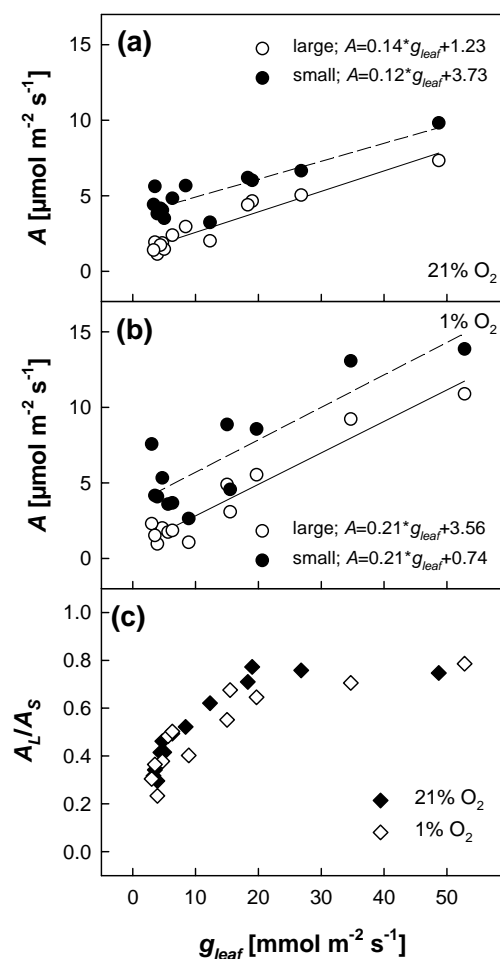 (a)
large; A=0.14*gleaf+1.23
small; A=0.12*gleaf+3.73
A [µmol m-2 s-1]
15
10
5
0
21% O2
(b)
1% O2
A [µmol m-2 s-1]
15
10
5
0
large; A=0.21*gleaf+3.56
small; A=0.21*gleaf+0.74
(c)
AL/AS
1.0
0.8
0.6
0.4
0.2
0.0
21% O2
1% O2
0 10 20 30 40 50
gleaf [mmol m-2 s-1]